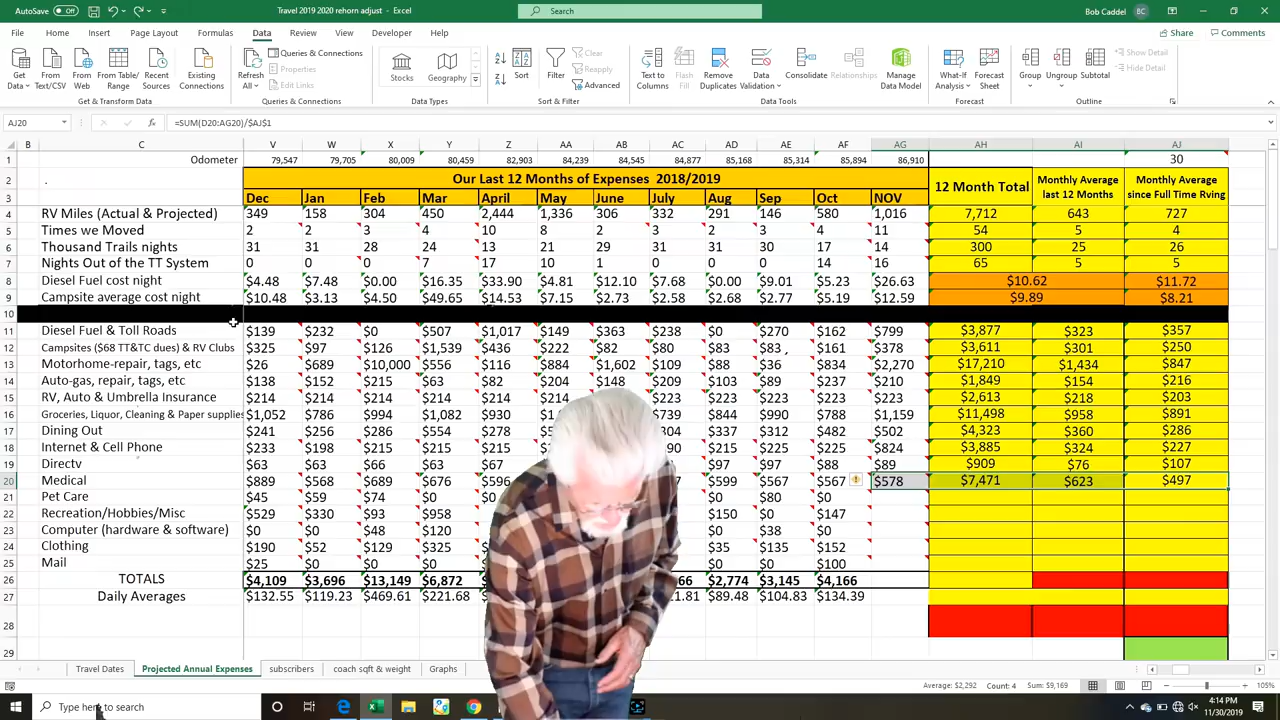 AutoSave Off Travel 2019 2020 rehorn adjust - Excel Search Bob Caddel BC
File Home Insert Page Layout Formulas Data Review View Developer Help Share Comments
Get Data From Text/CSV From Web From Table/Range Recent Sources Existing Connections Refresh All Queries & Connections Properties Edit Links Stocks Geography Sort Filter Clear Reapply Advanced Text to Columns Flash Fill Remove Duplicates Data Validation Consolidate Relationships Manage Data Model What-If Analysis Forecast Sheet Group Ungroup Subtotal Show Detail Hide Detail
Get & Transform Data Queries & Connections Data Types Sort & Filter Data Tools Forecast Outline
AJ20 =SUM(D20:AG20)/$AJ$1
B C V W X Y Z AA AB AC AD AE AF AG AH AI AJ
1 Odometer 79,547 79,705 80,009 80,459 82,903 84,239 84,545 84,877 85,168 85,314 85,894 86,910 30
2 Our Last 12 Months of Expenses 2018/2019 12 Month Total Monthly Average last 12 Months Monthly Average since Full Time Rving
3 Dec Jan Feb Mar April May June July Aug Sept Oct NOV
4 RV Miles (Actual & Projected) 349 158 304 450 2,444 1,336 306 332 291 146 580 1,016 7,712 643 727
5 Times we Moved 2 2 3 4 10 8 2 3 2 3 4 11 54 5 4
6 Thousand Trails nights 31 31 28 24 13 21 29 31 31 30 17 14 300 25 26
7 Nights Out of the TT System 0 0 0 7 17 10 1 0 0 0 14 16 65 5 5
8 Diesel Fuel cost night $4.48 $7.48 $0.00 $16.35 $33.90 $4.81 $12.10 $7.68 $0.00 $9.01 $5.23 $26.63 $10.62 $11.72
9 Campsite average cost night $10.48 $3.13 $4.50 $49.65 $14.53 $7.15 $2.73 $2.58 $2.68 $2.77 $5.19 $12.59 $9.89 $8.21
10
11 Diesel Fuel & Toll Roads $139 $232 $0 $507 $1,017 $149 $363 $238 $0 $270 $162 $799 $3,877 $323 $357
12 Campsites ($68 TT&TC dues) & RV Clubs $325 $97 $126 $1,539 $436 $222 $82 $80 $83 $83 $161 $378 $3,611 $301 $250
13 Motorhome-repair, tags, etc $26 $689 $10,000 $556 $116 $884 $1,602 $109 $88 $36 $834 $2,270 $17,210 $1,434 $847
14 Auto-gas, repair, tags, etc $138 $152 $215 $63 $82 $204 $148 $209 $103 $89 $237 $210 $1,849 $154 $216
15 RV, Auto & Umbrella Insurance $214 $214 $214 $214 $214 $223 $223 $223 $223 $2,613 $218 $203
16 Groceries, Liquor, Cleaning & Paper supplies $1,052 $786 $994 $1,082 $930 $739 $844 $990 $788 $1,159 $11,498 $958 $891
17 Dining Out $241 $256 $286 $554 $278 304 $337 $312 $482 $502 $4,323 $360 $286
18 Internet & Cell Phone $233 $198 $215 $215 $215 $215 $215 $225 $824 $3,885 $324 $227
19 Directv $63 $63 $66 $63 $67 $97 $97 $88 $89 $909 $76 $107
20 Medical $889 $559 $689 $676 $596 $599 $567 $567 $578 $7,471 $623 $497
21 Pet Care $45 $59 $74 $0 $0 $80 $0
22 Recreation/Hobbies/Misc $529 $330 $93 $958 $150 $0 $147
23 Computer (hardware & software) $0 $0 $48 $120 $0 $38 $0
24 Clothing $190 $52 $129 $325 $35 $135 $152
25 Mail $25 $0 $0 $0 $0 $0 $100
26 TOTALS $4,109 $3,696 $13,149 $6,872 $2,774 $3,145 $4,166
27 Daily Averages $132.55 $119.23 $469.61 $221.68 $89.48 $104.83 $134.39
28
29
Travel Dates Projected Annual Expenses subscribers coach sqft & weight Graphs
Average: $2,292 Count: 4 Sum: $9,169 105%
Type here to search 4:14 PM
11/30/2019